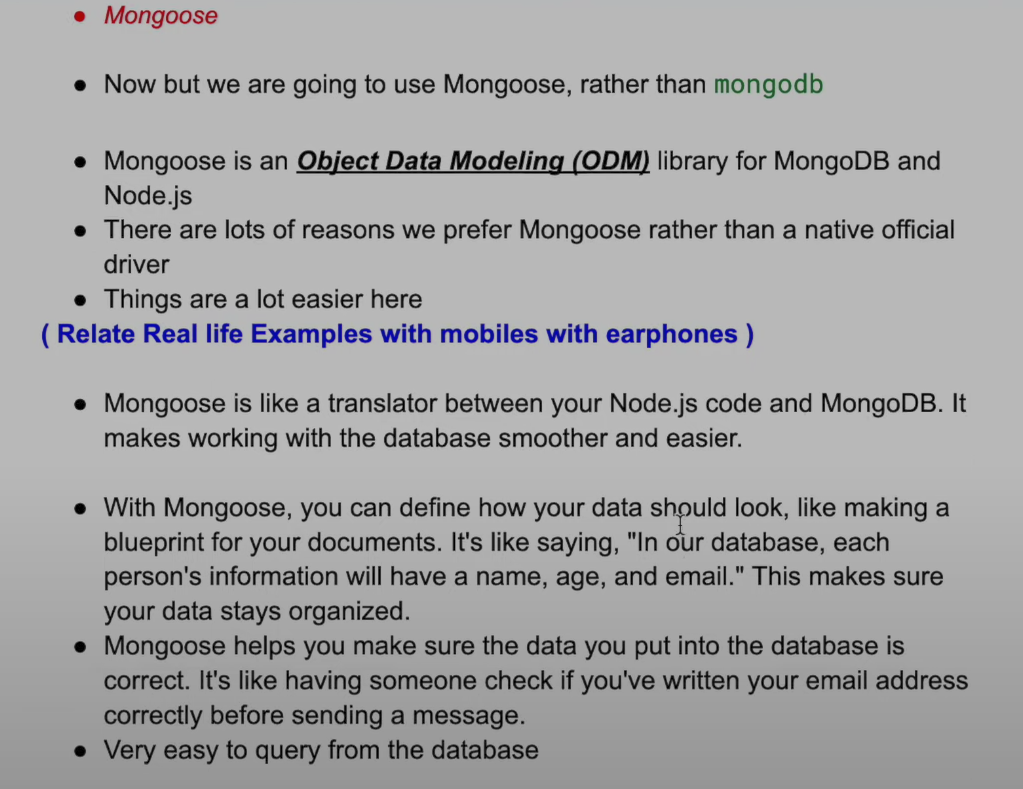 ● Mongoose
● Now but we are going to use Mongoose, rather than mongodb
● Mongoose is an Object Data Modeling (ODM) library for MongoDB and
Node.js
● There are lots of reasons we prefer Mongoose rather than a native official
driver
● Things are a lot easier here
( Relate Real life Examples with mobiles with earphones )
● Mongoose is like a translator between your Node.js code and MongoDB. It
makes working with the database smoother and easier.
● With Mongoose, you can define how your data should look, like making a
blueprint for your documents. It's like saying, "In our database, each
person's information will have a name, age, and email." This makes sure
your data stays organized.
● Mongoose helps you make sure the data you put into the database is
correct. It's like having someone check if you've written your email address
correctly before sending a message.
● Very easy to query from the database